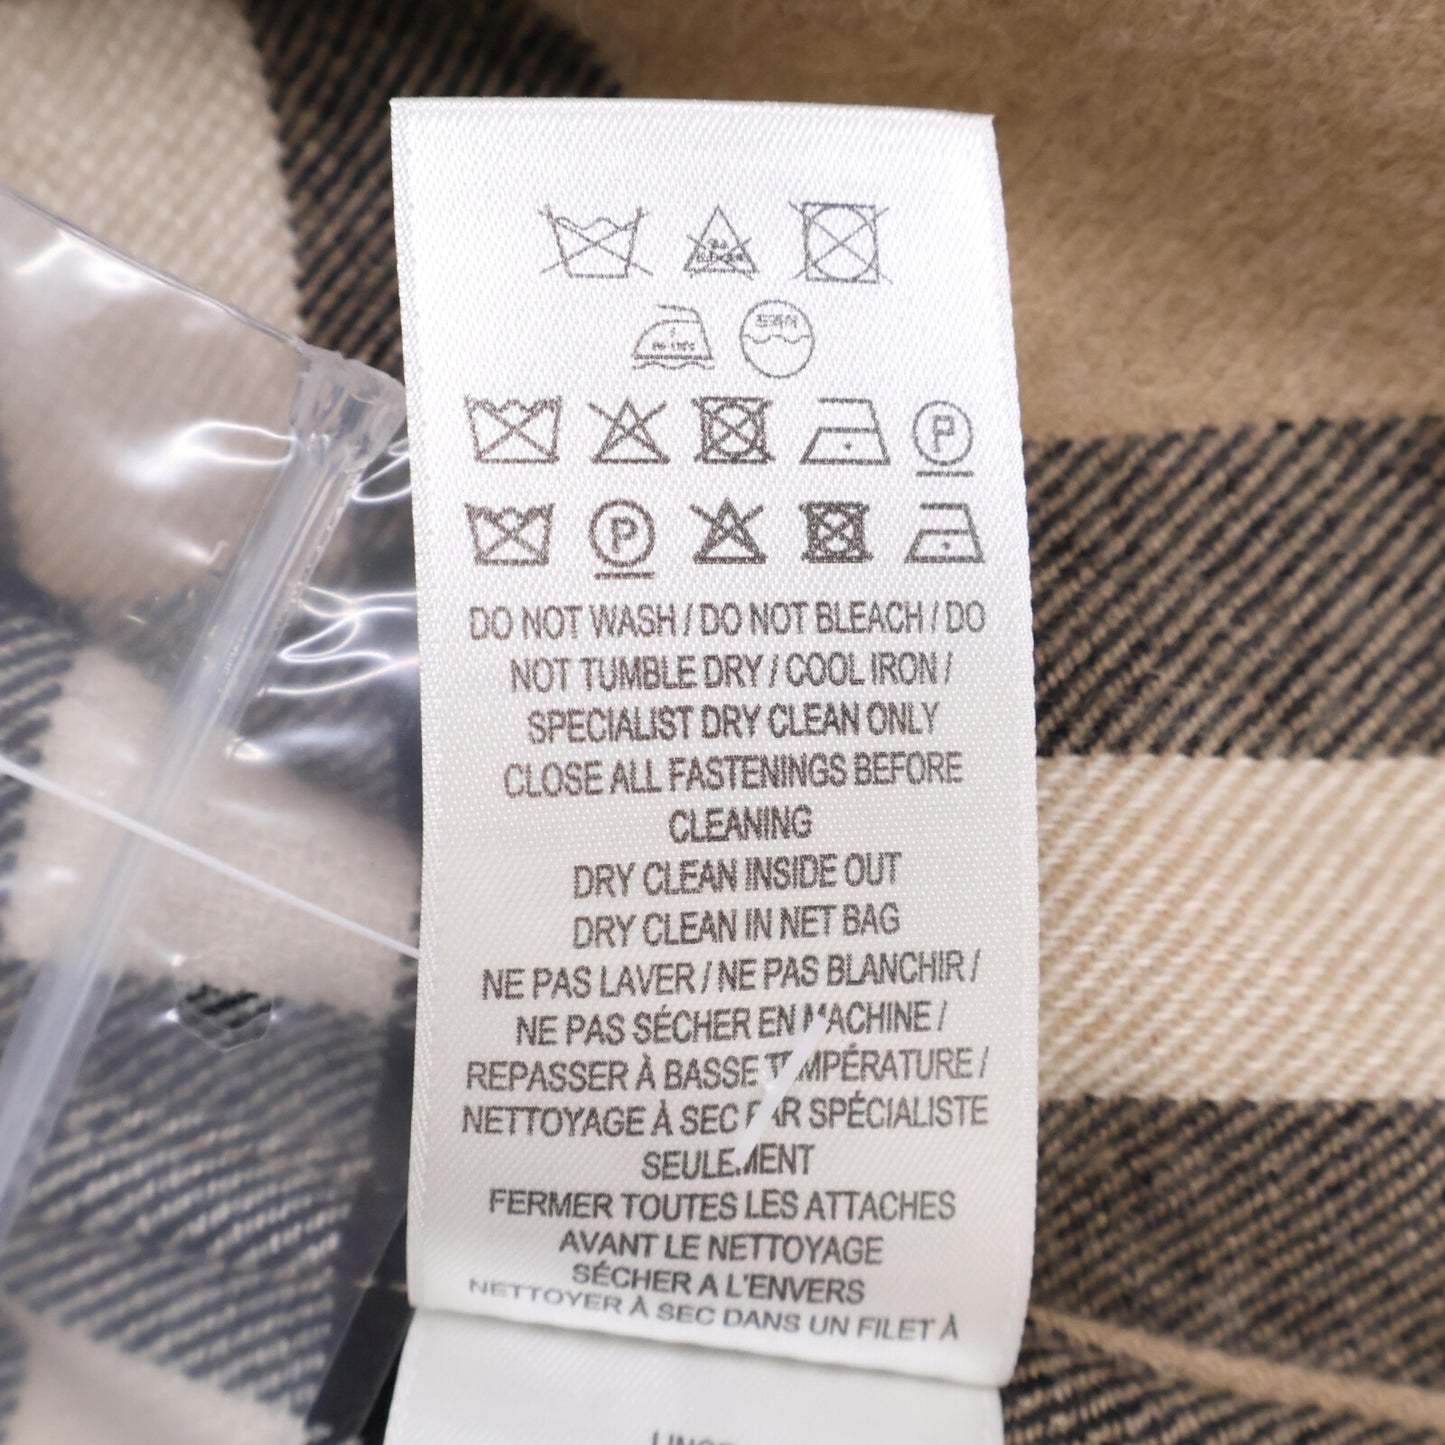 P
P
DO NOT WASH / DO NOT BLEACH / DO
NOT TUMBLE DRY / COOL IRON /
SPECIALIST DRY CLEAN ONLY
CLOSE ALL FASTENINGS BEFORE
CLEANING
DRY CLEAN INSIDE OUT
DRY CLEAN IN NET BAG
NE PAS LAVER / NE PAS BLANCHIR /
NE PAS SÉCHER EN MACHINE /
REPASSER À BASSE TEMPÉRATURE /
NETTOYAGE À SEC PAR SPÉCIALISTE
SEULEMENT
FERMER TOUTES LES ATTACHES
AVANT LE NETTOYAGE
SÉCHER A L'ENVERS
NETTOYER À SEC DANS UN FILET À